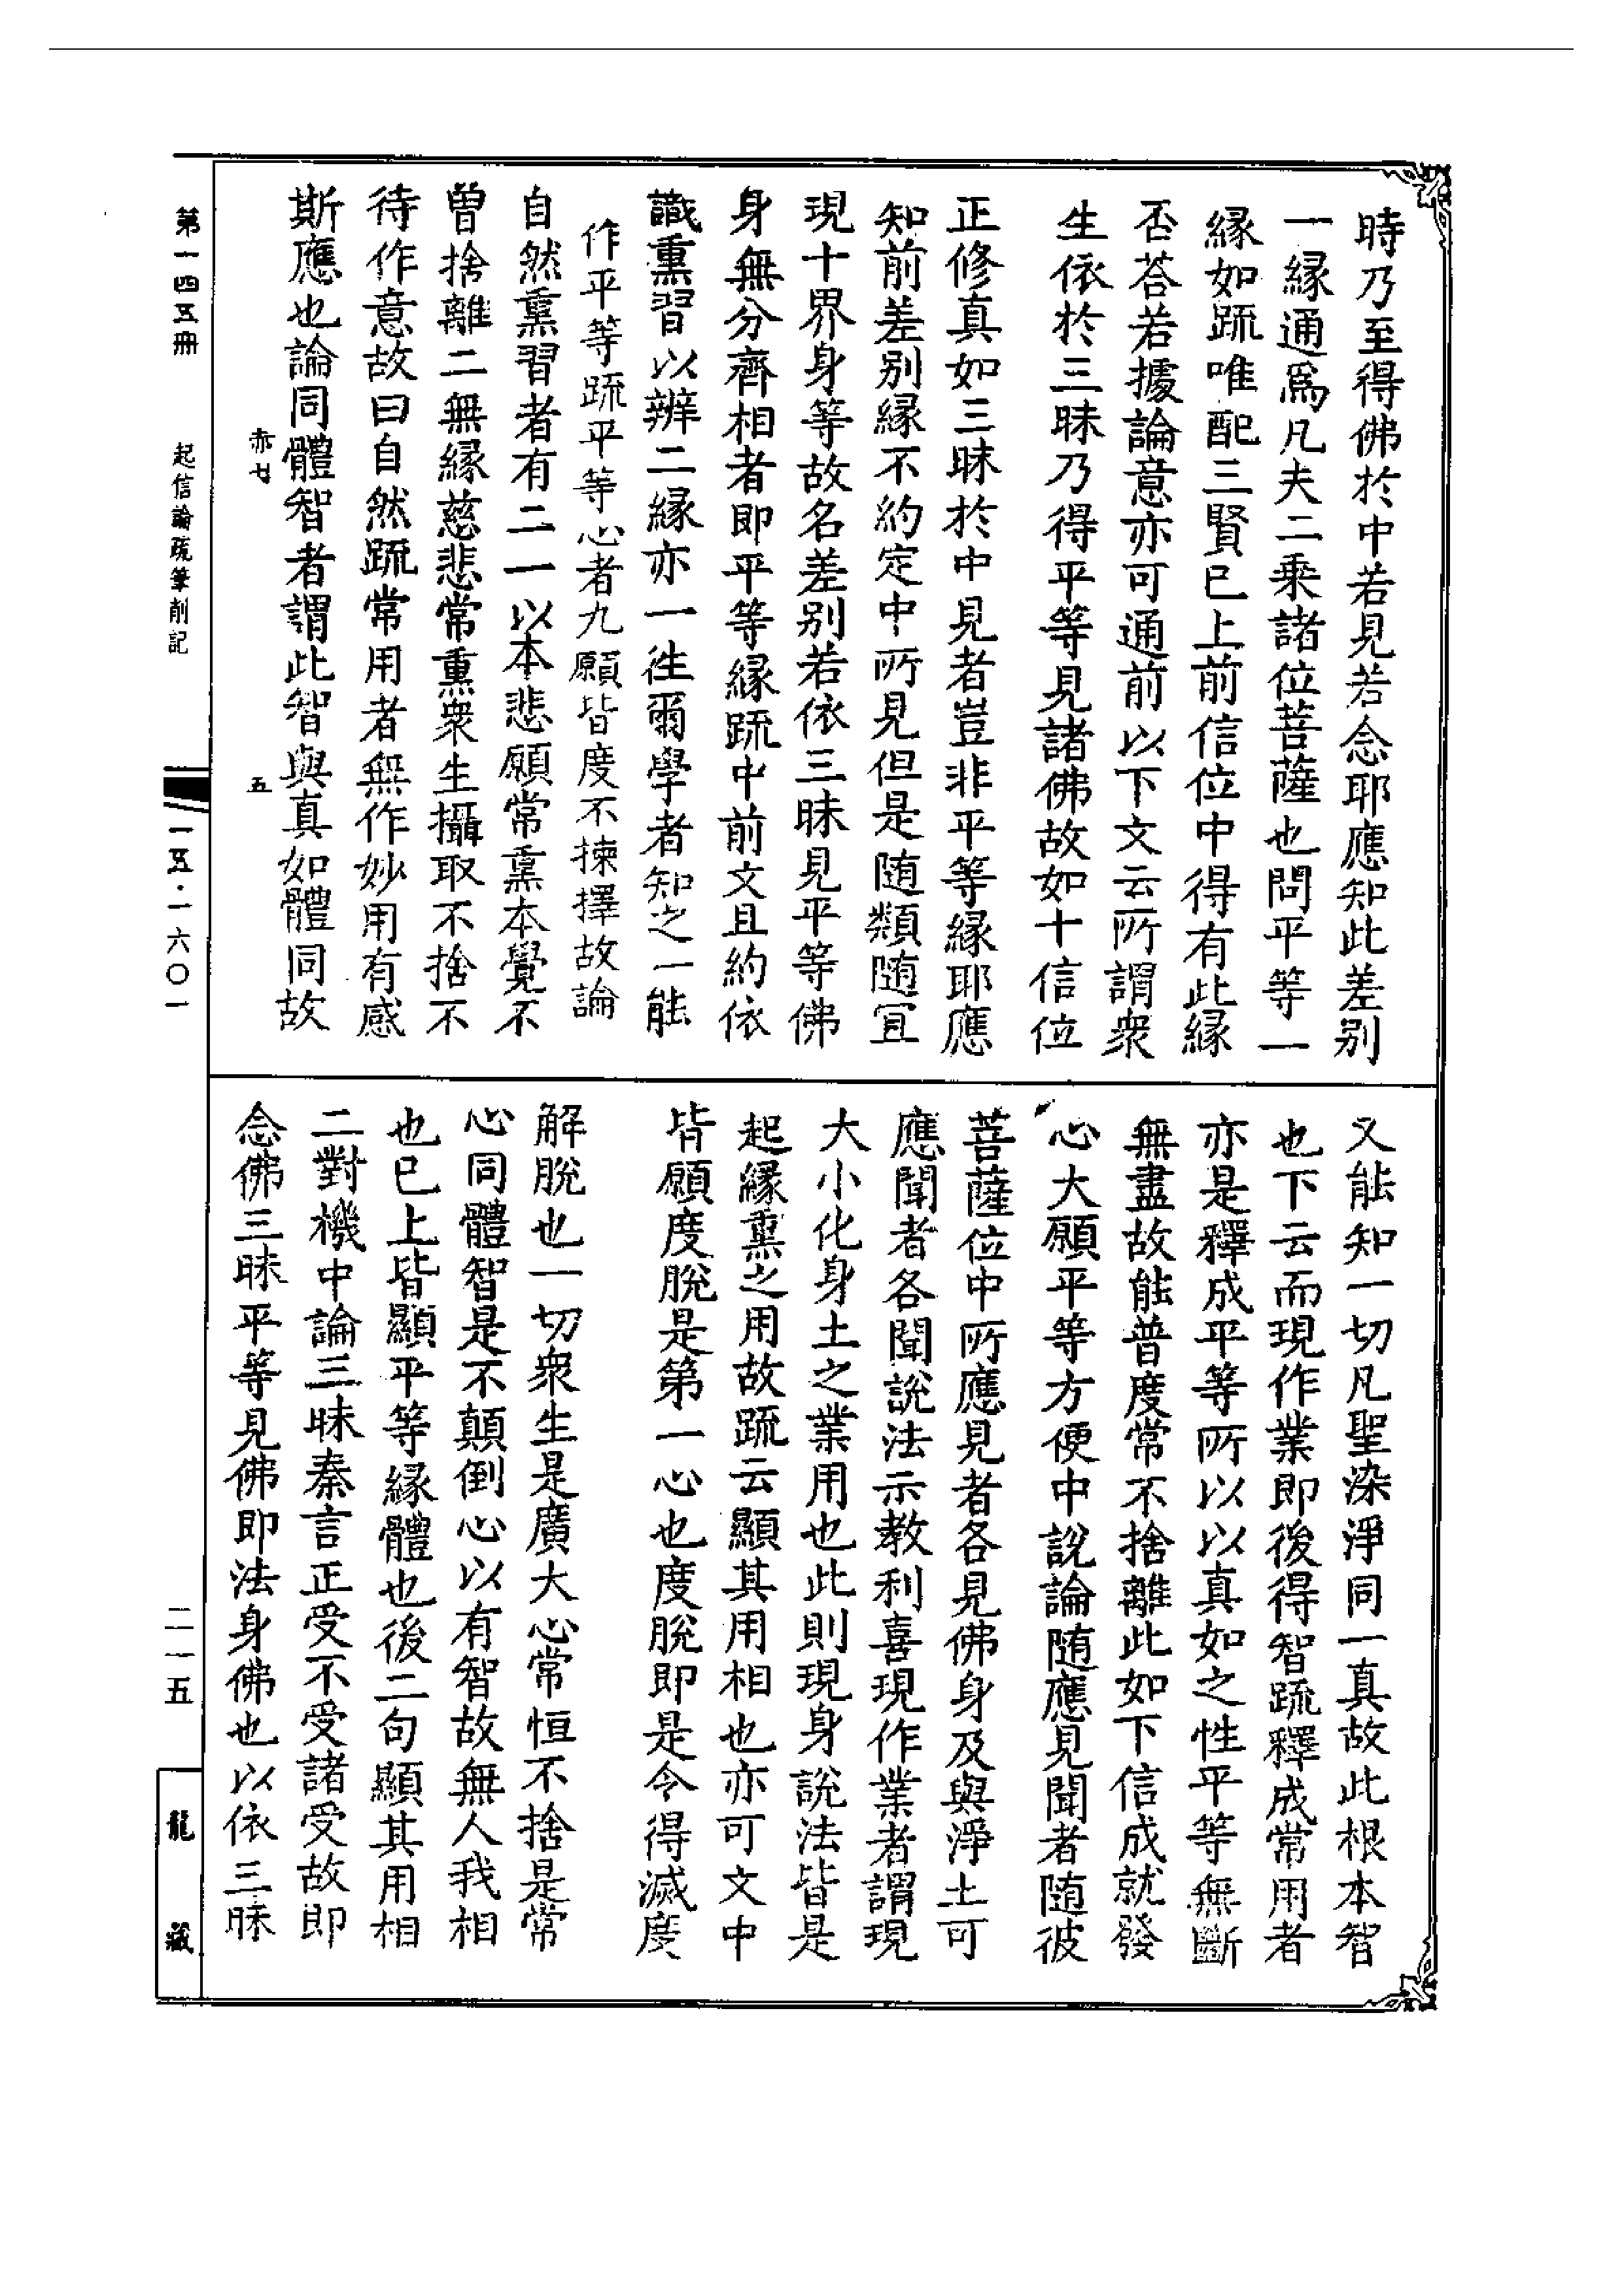 時乃至得佛於中若見若念耶應知此差別
一緣通為凡夫二乘諸位菩薩也問平等一
緣如䟽唯配三賢已上前信位中得有此緣
否荅若據論意亦可通前以下文云所謂衆
生依於三昧乃得平等見諸佛故如十信位
正修真如三昧於中見者豈非平等緣耶應
知前差別緣不約定中所見但是随類随宜
現十界身等故名差別若依三昧見平等佛
身無分齊相者即平等緣䟽中前文且約依
識熏習以辨二緣亦一徃爾學者知之一能
作平等䟽平等心者九願皆度不揀擇故論
自然熏習者有二一以本悲願常熏本覺不
曾捨離二無緣慈悲常熏衆生攝取不捨不
待作意故曰自然䟽常用者無作妙用有感
斯應也論同體智者謂此智與真如體同故
赤七 五
又能知一切凡聖染淨同一真故此根本智
也下云而現作業即後得智䟽釋成常用者
亦是釋成平等所以以真如之性平等無斷
無盡故能普度常不捨離此如下信成就發
心大願平等方便中說論随應見聞者随彼
菩薩位中所應見者各見佛身及與淨土可
應聞者各聞說法示教利喜現作業者謂現
大小化身土之業用也此則現身說法皆是
起緣熏之用故䟽云顯其用相也亦可文中
皆願度脫是第一心也度脫即是令得滅度
解脫也一切衆生是廣大心常恒不捨是常
心同體智是不顛倒心以有智故無人我相
也已上皆顯平等緣體也後二句顯其用相
二對機中論三昧秦言正受不受諸受故即
念佛三昧平等見佛即法身佛也以依三昧
第一四五冊 起信論疏筆削記 一五·一六〇一 二一五 龍藏